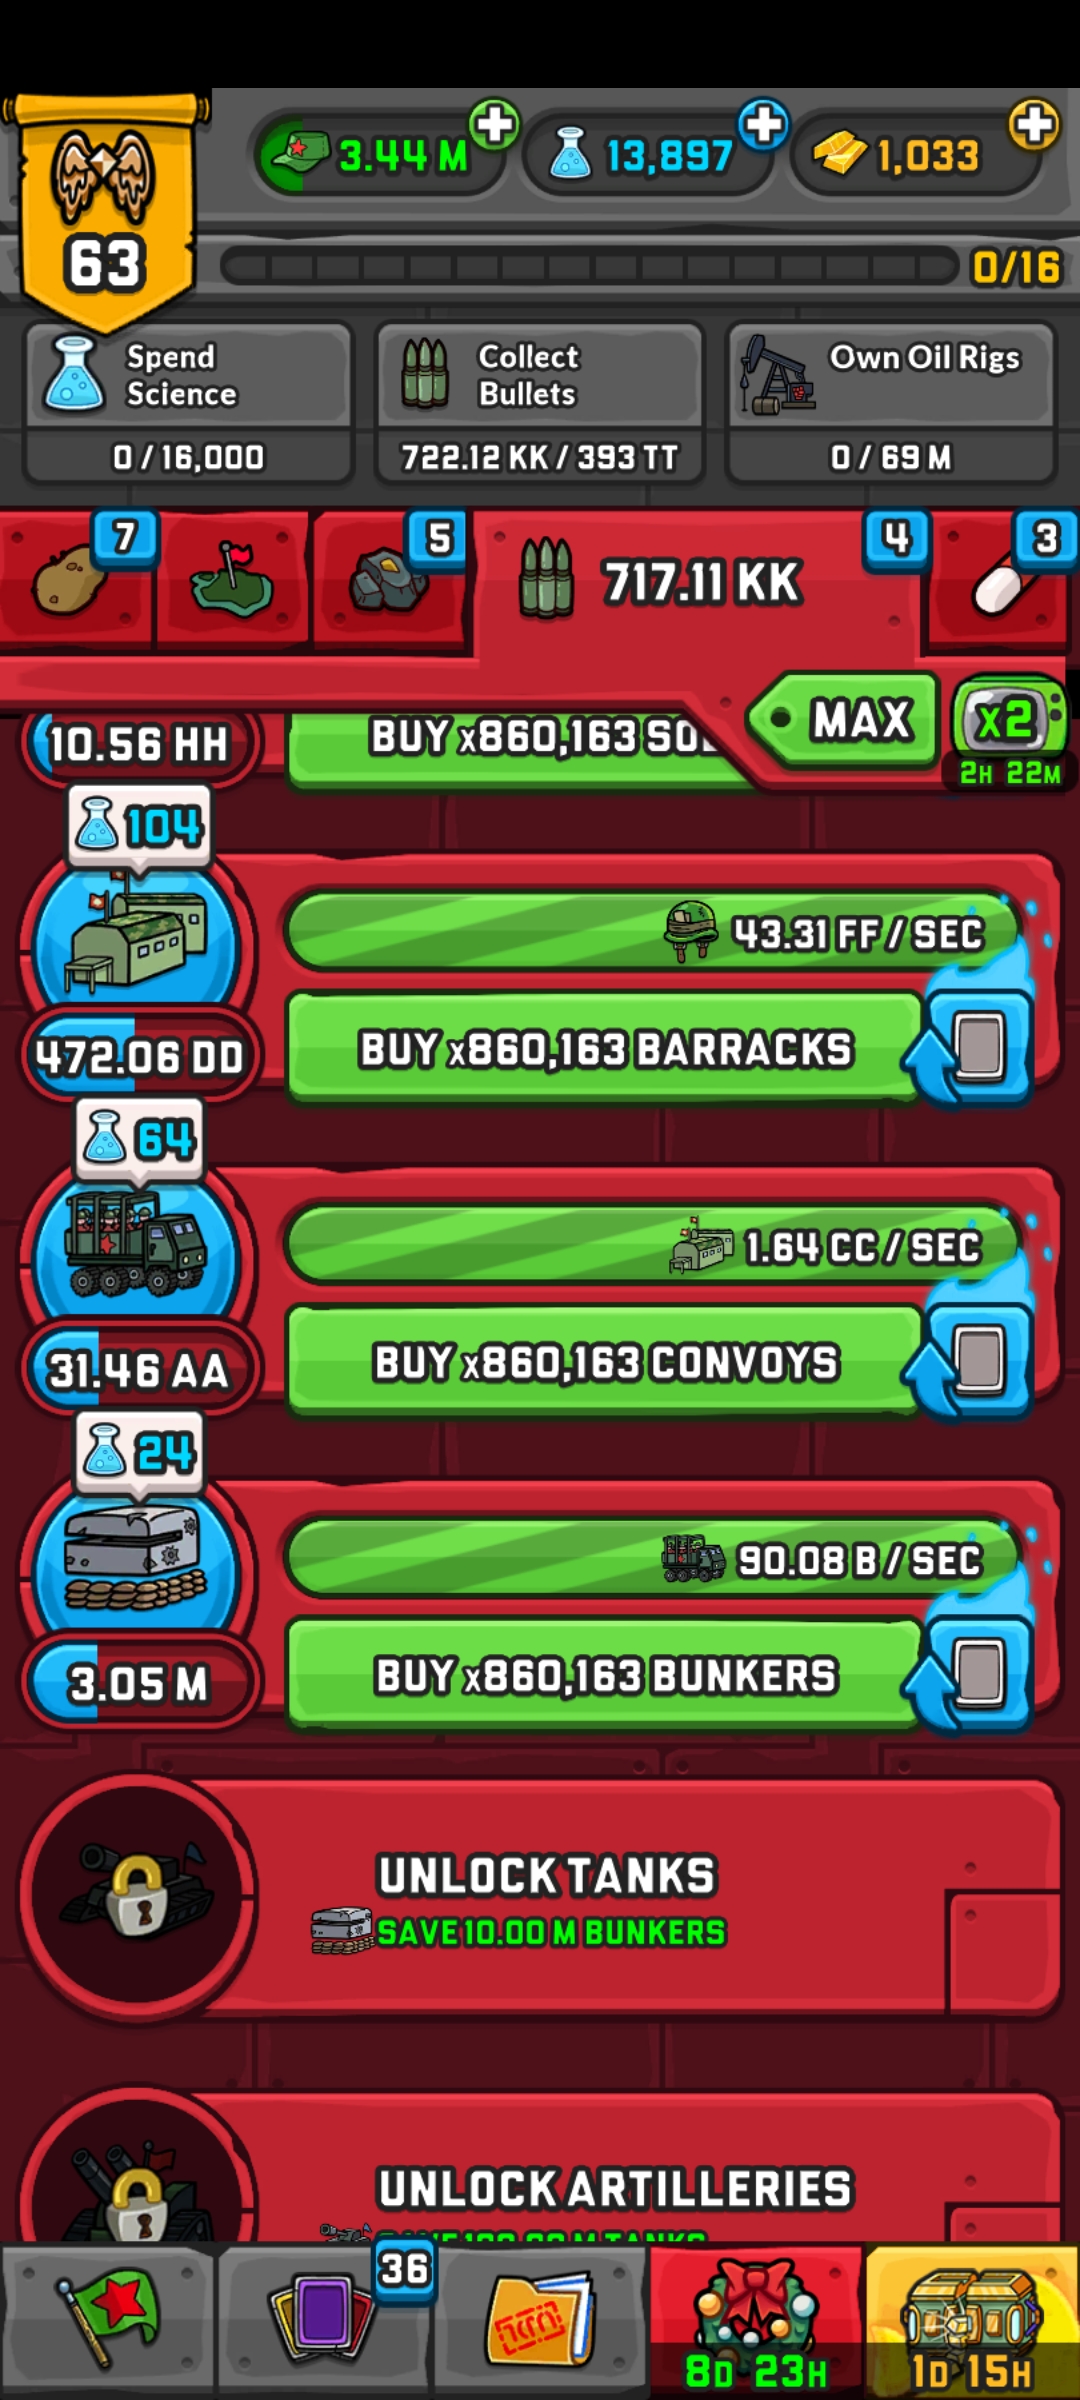 3.44 M
13,897
1,033
63
0/16
Spend
Science
0 / 16,000
Collect
Bullets
722.12 KK / 393 TT
Own Oil Rigs
0 / 69 M
7
5
717.11 KK
4
3
10.56 HH
BUY x860,163
MAX
x2
2H 22M
104
43.31 FF / SEC
472.06 DD
BUY x860,163 BARRACKS
64
1.64 CC / SEC
31.46 AA
BUY x860,163 CONVOYS
24
90.08 B / SEC
3.05 M
BUY x860,163 BUNKERS
UNLOCK TANKS
SAVE 10.00 M BUNKERS
UNLOCK ARTILLERIES
36
8D 23H
1D 15H